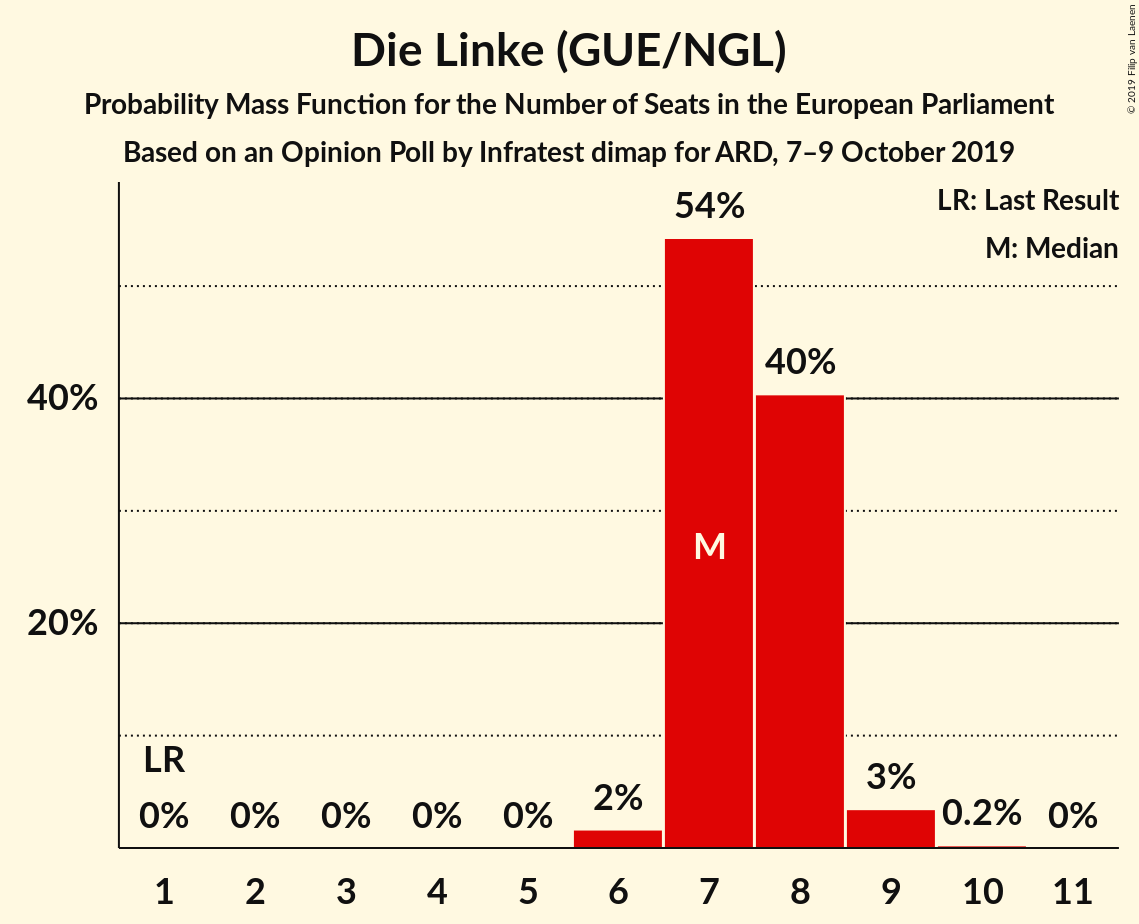 Die Linke (GUE/NGL)
Probability Mass Function for the Number of Seats in the European Parliament
Based on an Opinion Poll by Infratest dimap for ARD, 7–9 October 2019
© 2019 Filip van Laenen
LR: Last Result
M: Median
54%
40%
40%
M
20%
LR
0% 0% 0% 0% 0% 2% 3% 0.2% 0%
1 2 3 4 5 6 7 8 9 10 11